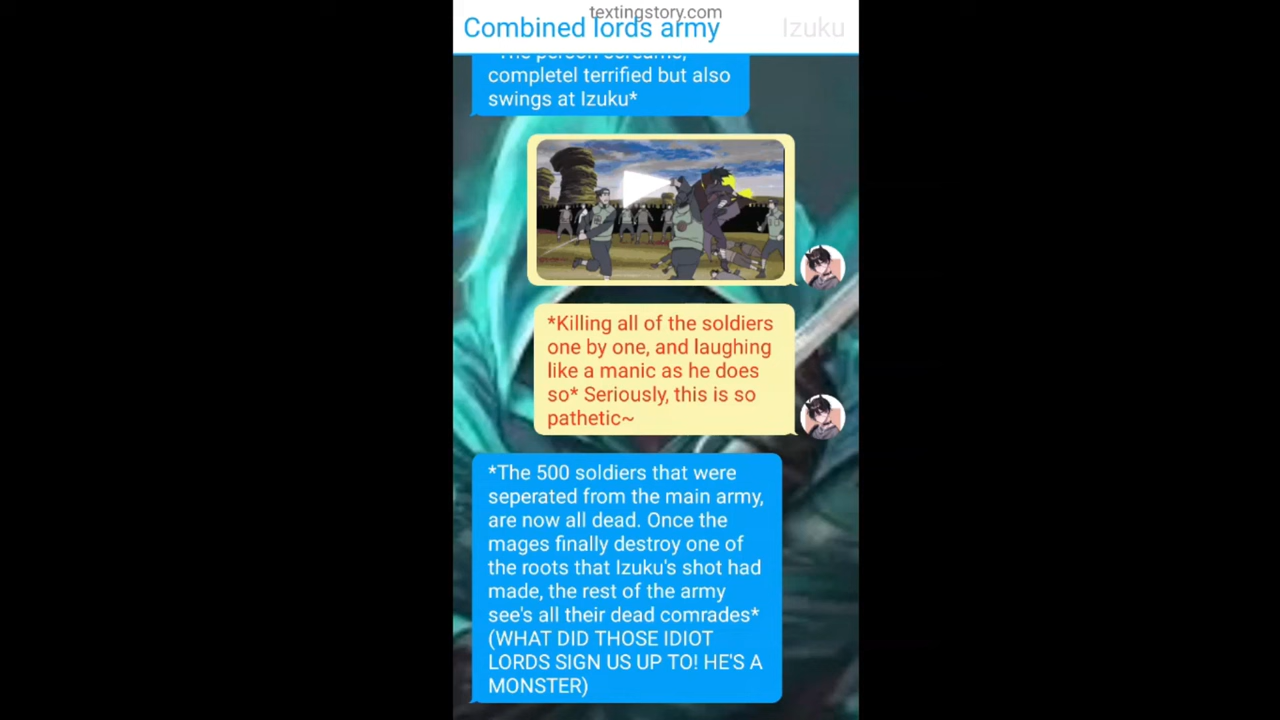 textingstory.com
Combined lords army
Izuku
*The person screams,
completel terrified but also
swings at Izuku*
*Killing all of the soldiers
one by one, and laughing
like a manic as he does
so* Seriously, this is so
pathetic~
*The 500 soldiers that were
seperated from the main army,
are now all dead. Once the
mages finally destroy one of
the roots that Izuku's shot had
made, the rest of the army
see's all their dead comrades*
(WHAT DID THOSE IDIOT
LORDS SIGN US UP TO! HE'S A
MONSTER)